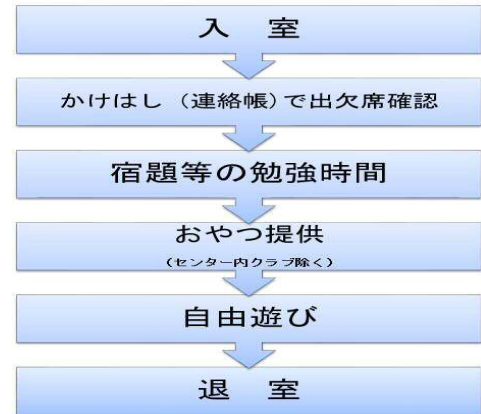 入　室
かけはし（連絡帳）で出欠席確認
宿題等の勉強時間
おやつ提供
（センター内クラブ除く）
自由遊び
退　室